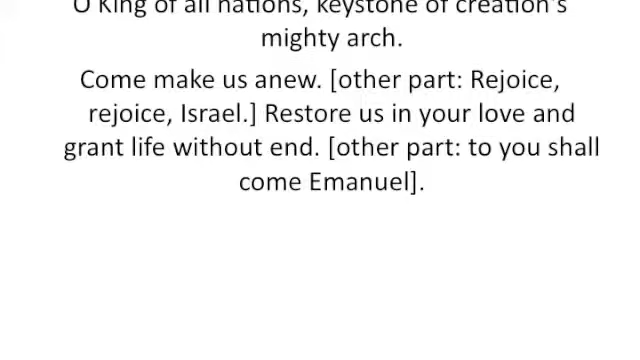 O King of all nations, keystone of creation's
mighty arch.
Come make us anew. [other part: Rejoice,
rejoice, Israel.] Restore us in your love and
grant life without end. [other part: to you shall
come Emanuel].